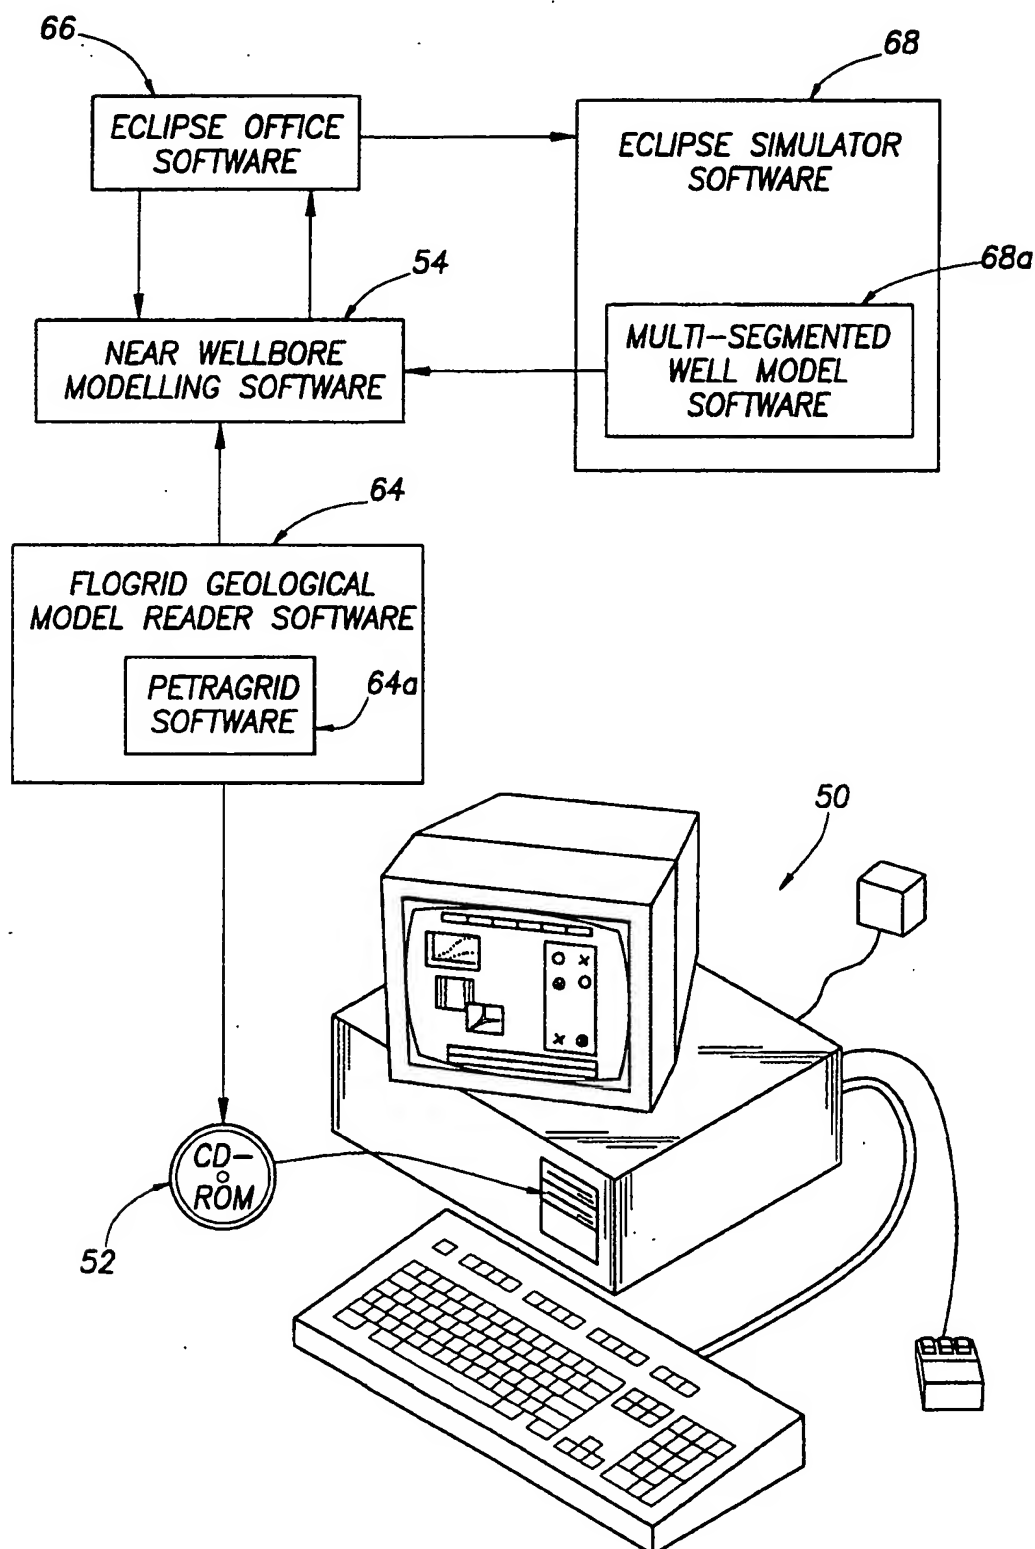 66
68
ECLIPSE OFFICE
SOFTWARE
ECLIPSE SIMULATOR
SOFTWARE
54
68a
NEAR WELLBORE
MODELLING SOFTWARE
MULTI-SEGMENTED
WELL MODEL
SOFTWARE
64
FLOGRID GEOLOGICAL
MODEL READER SOFTWARE
PETRAGRID
SOFTWARE
64a
50
CD-
ROM
52